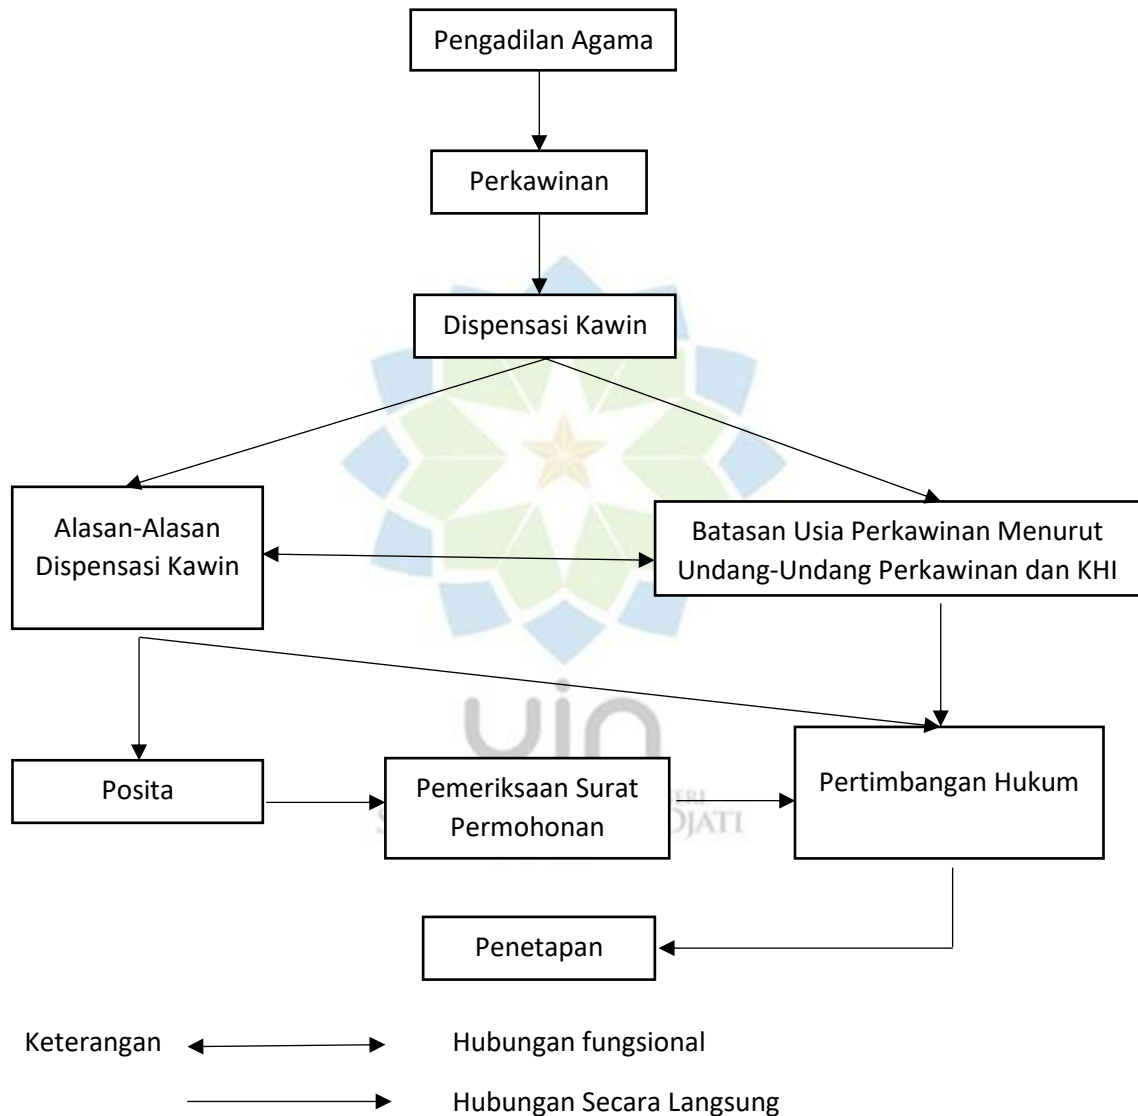 Pengadilan Agama
Perkawinan
Dispensasi Kawin
Alasan-Alasan
Dispensasi Kawin
Batasan Usia Perkawinan Menurut
Undang-Undang Perkawinan dan KHI
uin
Posita
Pemeriksaan Surat
Permohonan
Pertimbangan Hukum
Penetapan
Keterangan
Hubungan fungsional
Hubungan Secara Langsung